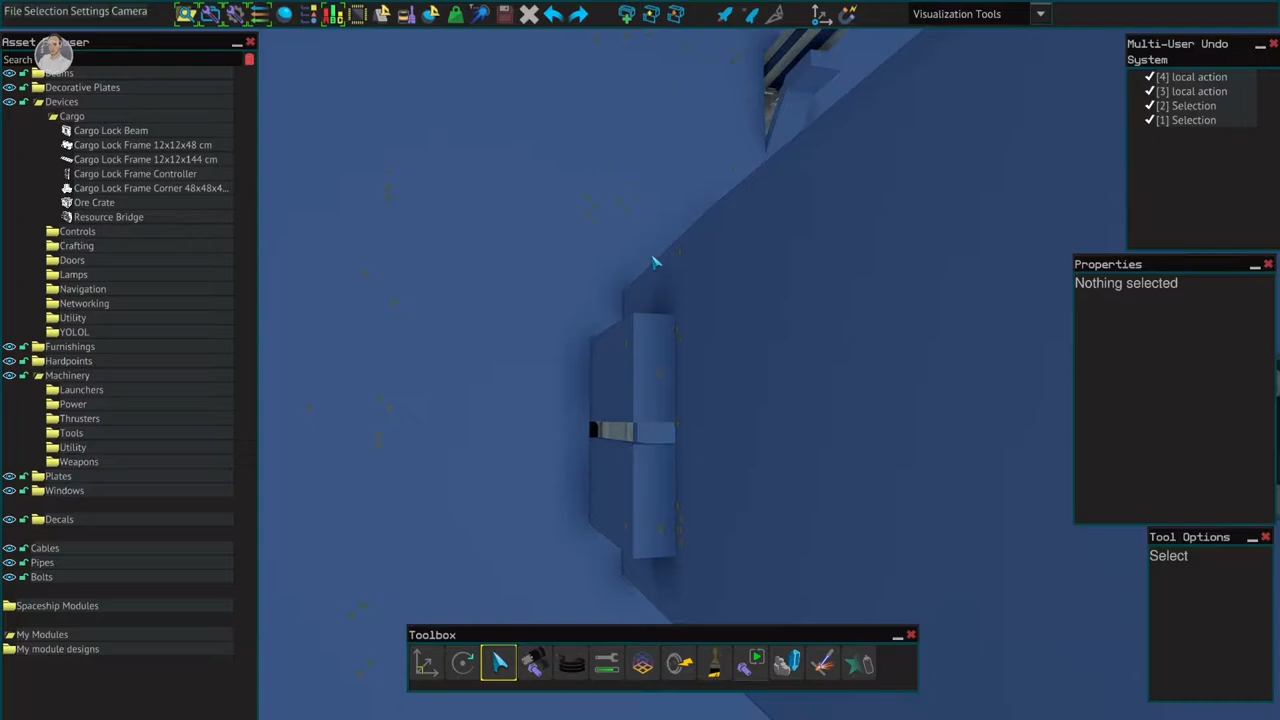 File Selection Settings Camera
Visualization Tools
Search
Beams
Decorative Plates
Devices
Cargo
Cargo Lock Beam
Cargo Lock Frame 12x12x48 cm
Cargo Lock Frame 12x12x144 cm
Cargo Lock Frame Controller
Cargo Lock Frame Corner 48x48x4...
Ore Crate
Resource Bridge
Controls
Crafting
Doors
Lamps
Navigation
Networking
Utility
YOLOL
Furnishings
Hardpoints
Machinery
Launchers
Power
Thrusters
Tools
Utility
Weapons
Plates
Windows
Decals
Cables
Pipes
Bolts
Spaceship Modules
My Modules
My module designs
Multi-User Undo
System
[4] local action
[3] local action
[2] Selection
[1] Selection
Properties
Nothing selected
Tool Options
Select
Toolbox